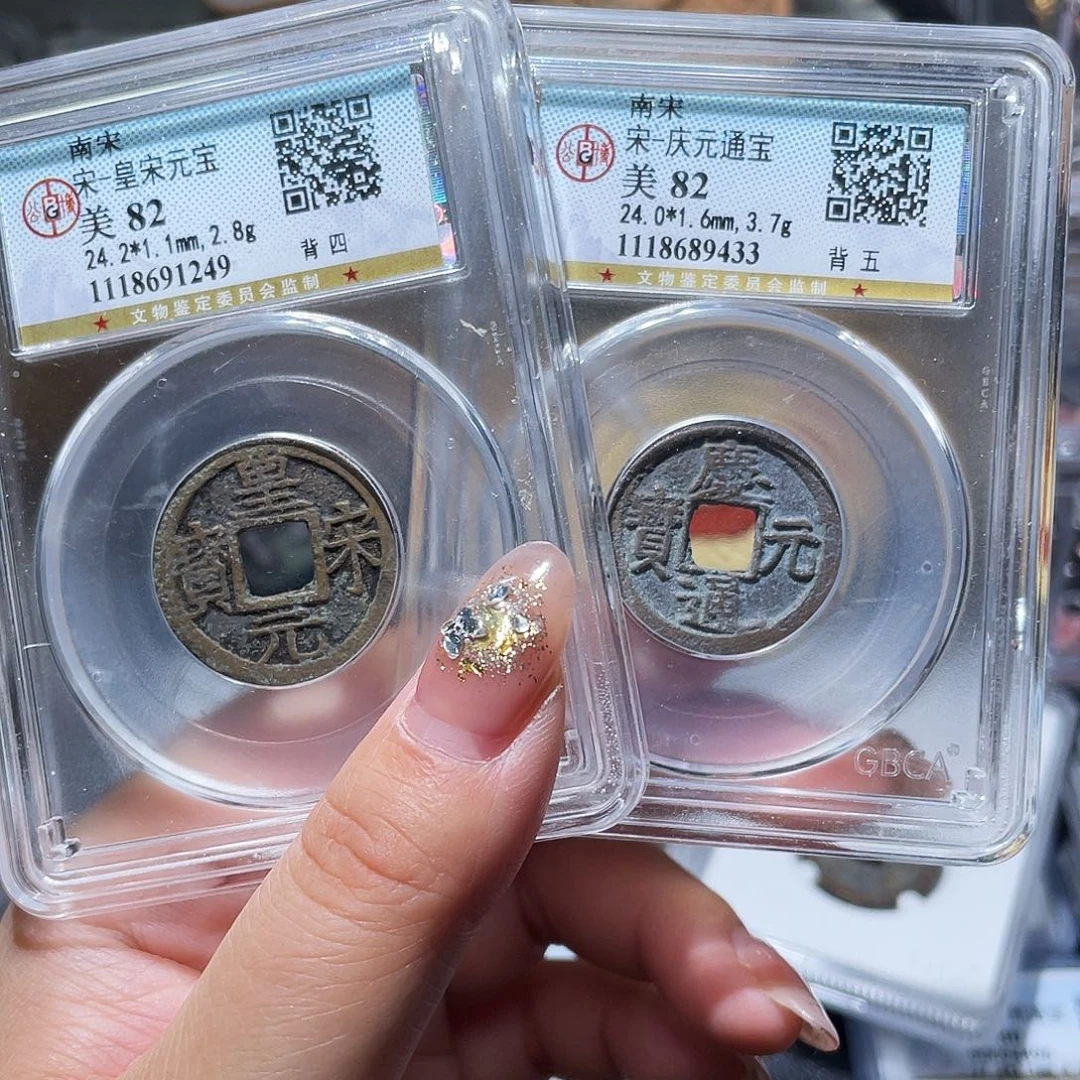 南宋
宋-皇宋元宝
美 82
24.2*1.1mm, 2.8g
背四
1118691249
文物鉴定委员会监制
皇
宋
元
寶
南宋
宋-庆元通宝
美 82
24.0*1.6mm, 3.7g
背五
1118689433
文物鉴定委员会监制
慶
元
通
寶
GBCA
GBCA